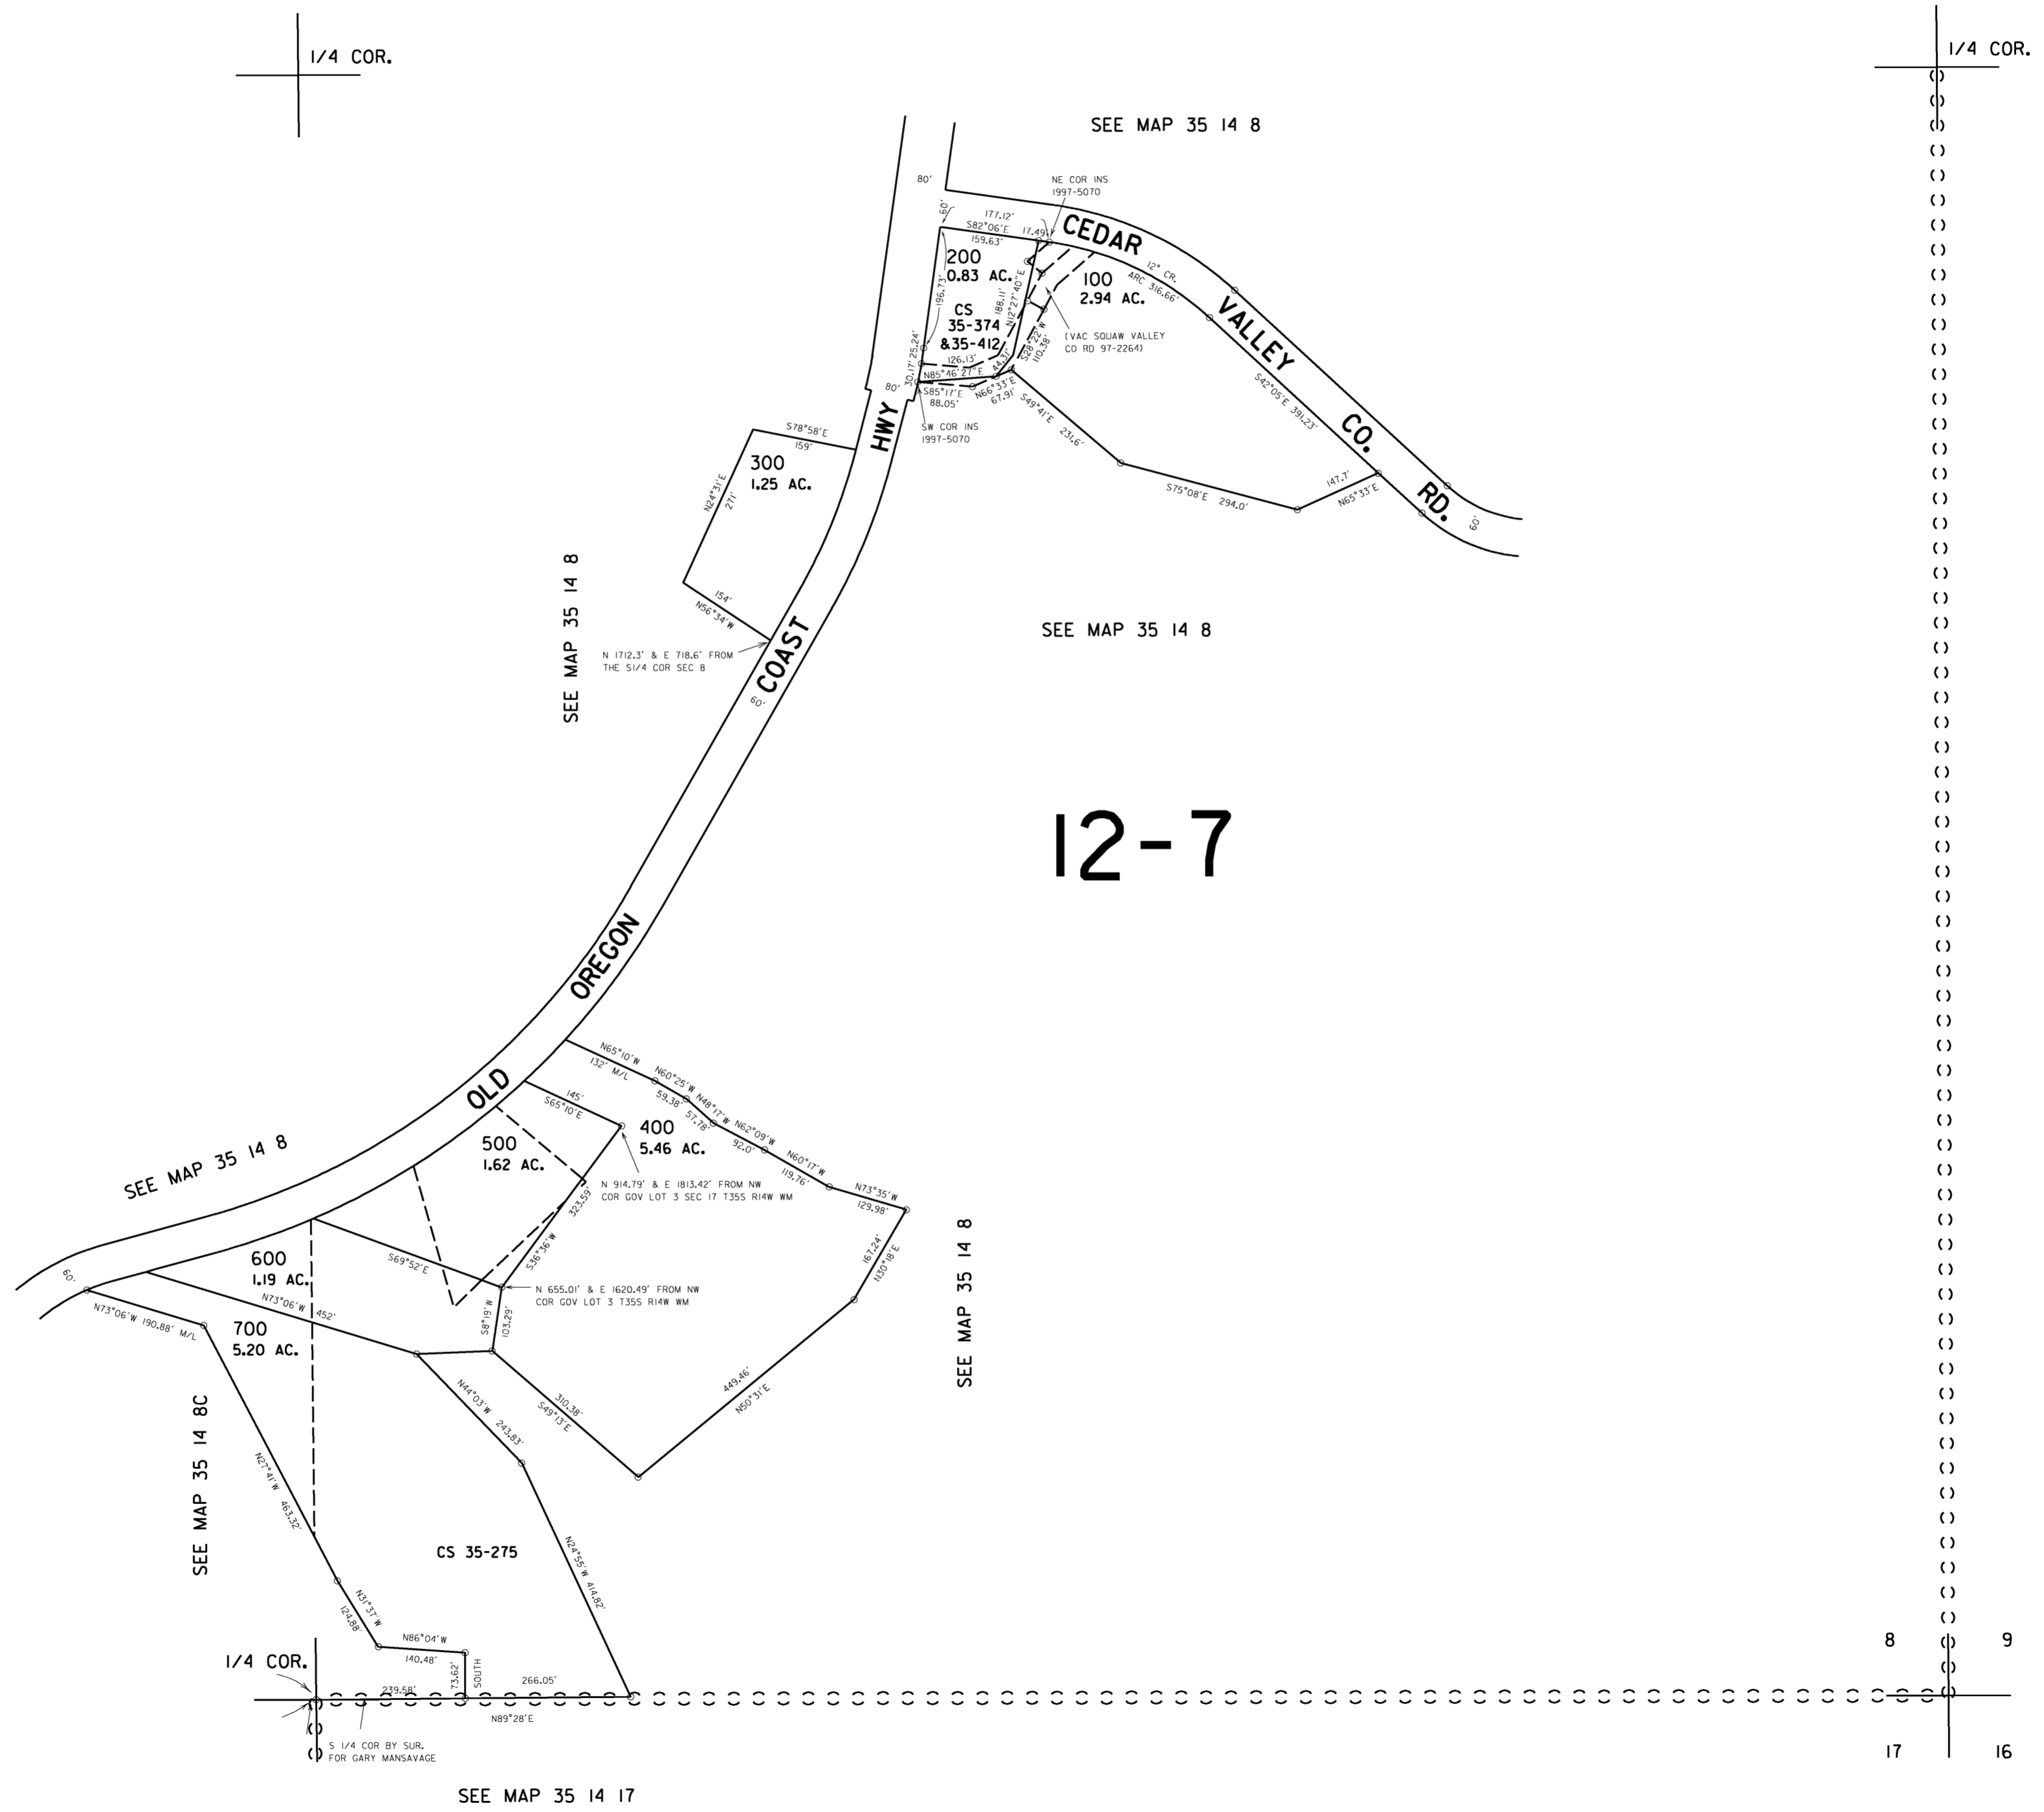 1/4 COR.
1/4 COR.
SEE MAP 35 14 8
80'
NE COR INS
1997-5070
60'
177.12'
S82°06'E
17.49'
159.63'
CEDAR
VALLEY
CO.
RD.
60'
200
0.83 AC.
CS
35-374
&35-412
196.73'
25.24'
30.17'
188.11'
N12°27'40"E
126.13'
N85°46'27"E
44.31'
S85°17'E
88.05'
N66°33'E
67.91'
S28°22'W
110.38'
100
2.94 AC.
12° CR.
ARC 316.66'
(VAC SQUAW VALLEY
CO RD 97-2264)
S42°05'E 391.23'
S49°41'E 231.6'
S75°08'E 294.0'
147.7'
N65°33'E
80'
SW COR INS
1997-5070
HWY
COAST
OREGON
OLD
S78°58'E
159'
300
1.25 AC.
N24°31'E
271'
154'
N56°34'W
N 1712.3' & E 718.6' FROM
THE S1/4 COR SEC 8
SEE MAP 35 14 8
SEE MAP 35 14 8
60'
12-7
N65°10'W
132' M/L
N60°25'W
59.38'
N48°17'W
57.78'
N62°09'W
92.0'
N60°17'W
119.76'
N73°35'W
129.98'
145'
S65°10'E
400
5.46 AC.
500
1.62 AC.
N 914.79' & E 1813.42' FROM NW
COR GOV LOT 3 SEC 17 T35S R14W WM
323.59'
S36°36'W
167.24'
N30°18'E
SEE MAP 35 14 8
SEE MAP 35 14 8
S69°52'E
600
1.19 AC.
60'
N 655.01' & E 1620.49' FROM NW
COR GOV LOT 3 T35S R14W WM
S8°19'W
103.29'
N73°06'W 452'
N73°06'W 190.88' M/L
700
5.20 AC.
449.46'
N50°31'E
310.38'
S49°13'E
N44°03'W 243.83'
SEE MAP 35 14 8C
N27°41'W 463.32'
CS 35-275
N24°55'W 414.82'
N31°37'W
124.88'
N86°04'W
140.48'
73.62'
SOUTH
1/4 COR.
239.58'
266.05'
N89°28'E
S 1/4 COR BY SUR.
FOR GARY MANSAVAGE
8
9
17
16
SEE MAP 35 14 17